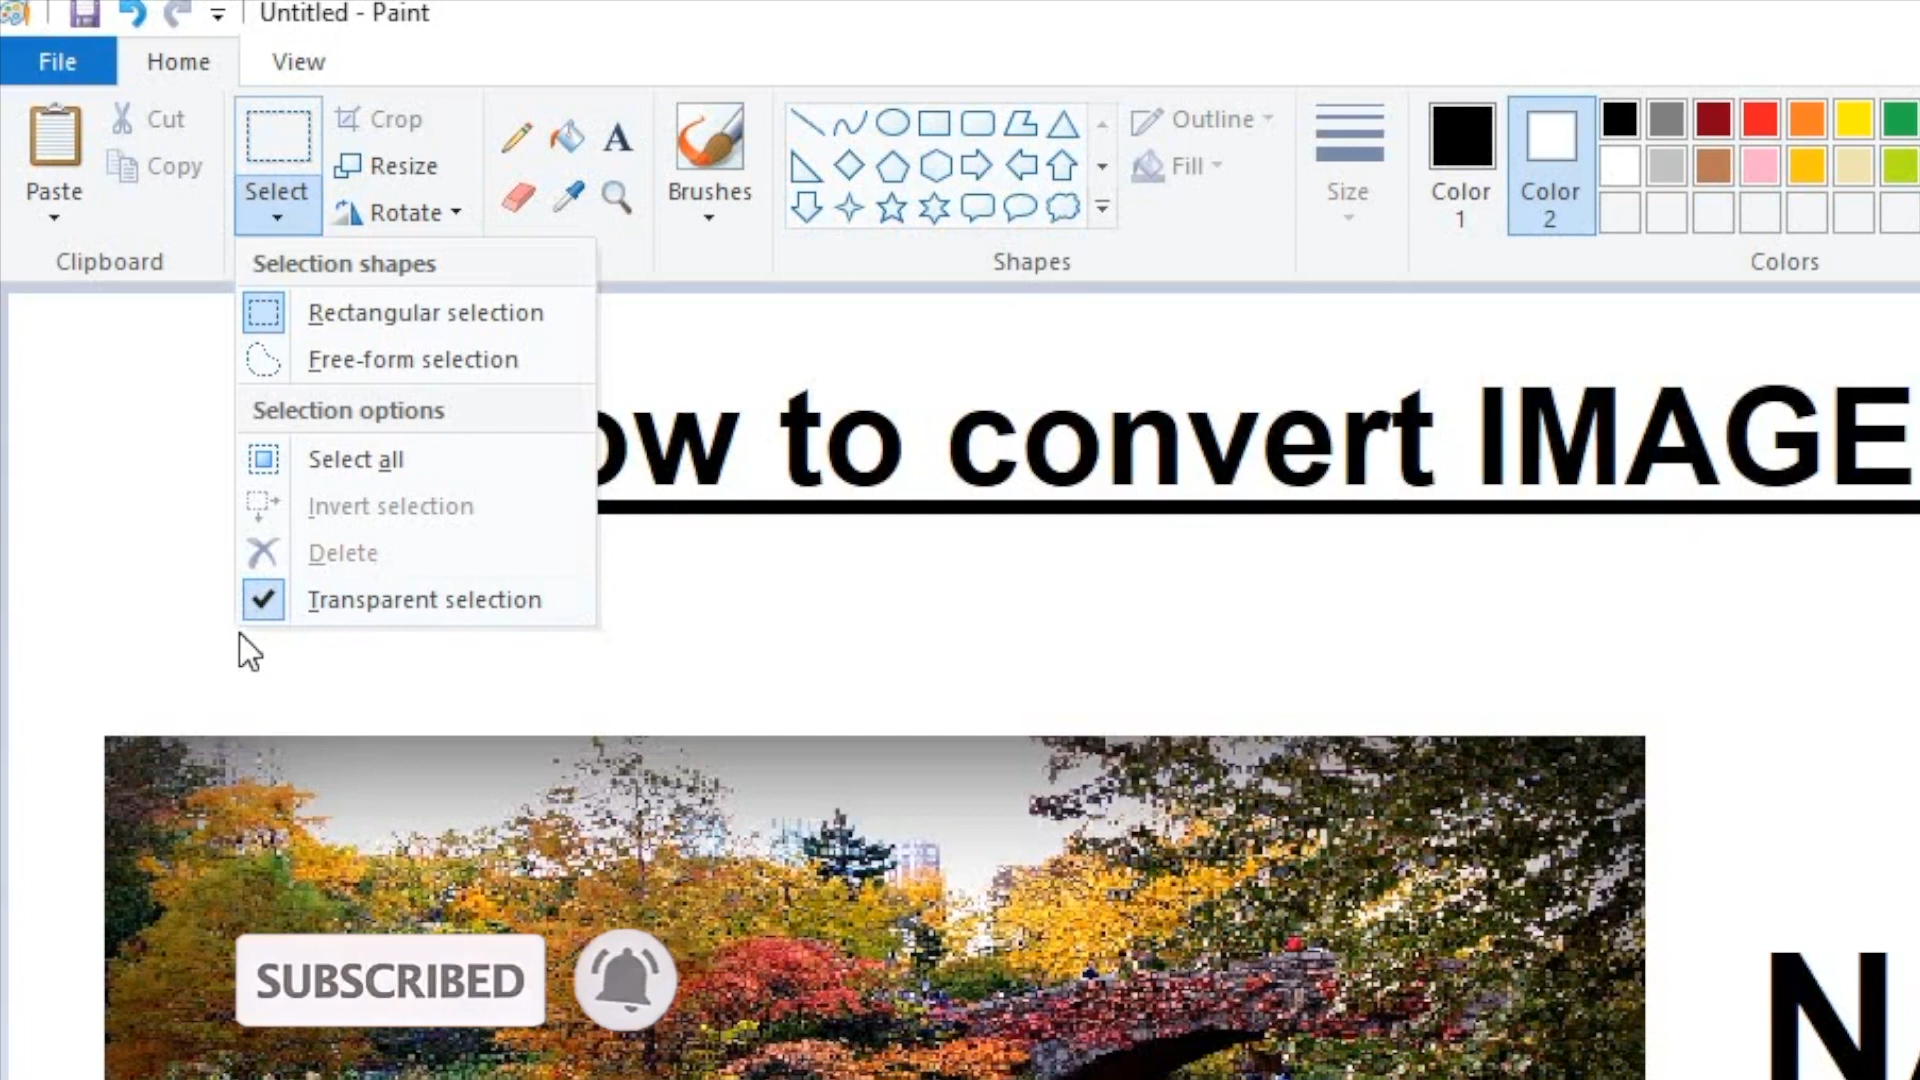 Untitled - Paint
File Home View
Paste
Cut
Copy
Clipboard
Select
Crop
Resize
Rotate
A
Brushes
Shapes
Outline
Fill
Size
Color 1
Color 2
Colors
Selection shapes
Rectangular selection
Free-form selection
Selection options
Select all
Invert selection
Delete
Transparent selection
ow to convert IMAGE
SUBSCRIBED
N